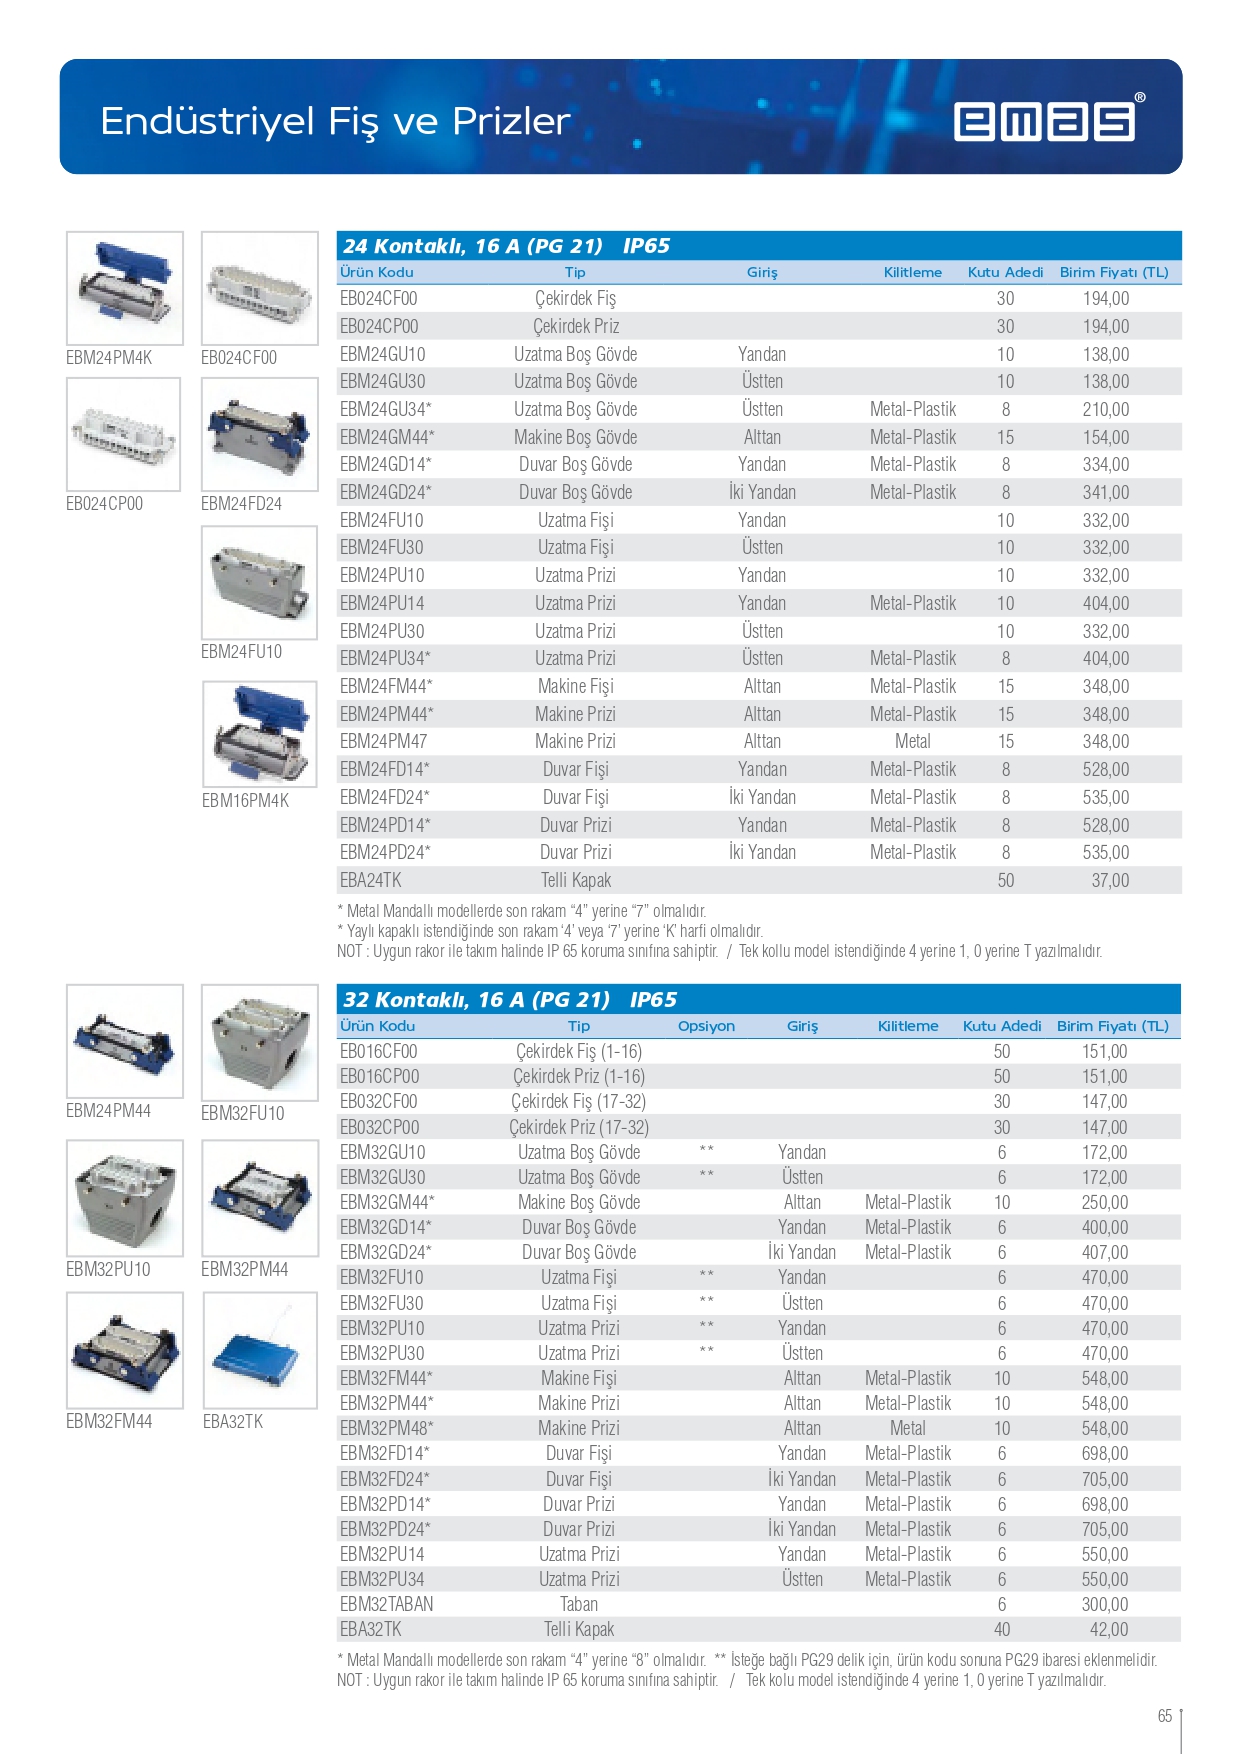 Endüstriyel Fiş ve Prizler
emas®
EBM24PM4K
EB024CF00
EB024CP00
EBM24FD24
EBM24FU10
EBM16PM4K
24 Kontaklı, 16 A (PG 21) IP65
Ürün Kodu Tip Giriş Kilitleme Kutu Adedi Birim Fiyatı (TL)
EB024CF00 Çekirdek Fiş 30 194,00
EB024CP00 Çekirdek Priz 30 194,00
EBM24GU10 Uzatma Boş Gövde Yandan 10 138,00
EBM24GU30 Uzatma Boş Gövde Üstten 10 138,00
EBM24GU34* Uzatma Boş Gövde Üstten Metal-Plastik 8 210,00
EBM24GM44* Makine Boş Gövde Alttan Metal-Plastik 15 154,00
EBM24GD14* Duvar Boş Gövde Yandan Metal-Plastik 8 334,00
EBM24GD24* Duvar Boş Gövde İki Yandan Metal-Plastik 8 341,00
EBM24FU10 Uzatma Fişi Yandan 10 332,00
EBM24FU30 Uzatma Fişi Üstten 10 332,00
EBM24PU10 Uzatma Prizi Yandan 10 332,00
EBM24PU14 Uzatma Prizi Yandan Metal-Plastik 10 404,00
EBM24PU30 Uzatma Prizi Üstten 10 332,00
EBM24PU34* Uzatma Prizi Üstten Metal-Plastik 8 404,00
EBM24FM44* Makine Fişi Alttan Metal-Plastik 15 348,00
EBM24PM44* Makine Prizi Alttan Metal-Plastik 15 348,00
EBM24PM47 Makine Prizi Alttan Metal 15 348,00
EBM24FD14* Duvar Fişi Yandan Metal-Plastik 8 528,00
EBM24FD24* Duvar Fişi İki Yandan Metal-Plastik 8 535,00
EBM24PD14* Duvar Prizi Yandan Metal-Plastik 8 528,00
EBM24PD24* Duvar Prizi İki Yandan Metal-Plastik 8 535,00
EBA24TK Telli Kapak 50 37,00
* Metal Mandallı modellerde son rakam “4” yerine “7” olmalıdır.
* Yaylı kapaklı istendiğinde son rakam ‘4’ veya ‘7’ yerine ‘K’ harfi olmalıdır.
NOT : Uygun rakor ile takım halinde IP 65 koruma sınıfına sahiptir. / Tek kollu model istendiğinde 4 yerine 1, 0 yerine T yazılmalıdır.
EBM24PM44
EBM32FU10
EBM32PU10
EBM32PM44
EBM32FM44
EBA32TK
32 Kontaklı, 16 A (PG 21) IP65
Ürün Kodu Tip Opsiyon Giriş Kilitleme Kutu Adedi Birim Fiyatı (TL)
EB016CF00 Çekirdek Fiş (1-16) 50 151,00
EB016CP00 Çekirdek Priz (1-16) 50 151,00
EB032CF00 Çekirdek Fiş (17-32) 30 147,00
EB032CP00 Çekirdek Priz (17-32) 30 147,00
EBM32GU10 Uzatma Boş Gövde ** Yandan 6 172,00
EBM32GU30 Uzatma Boş Gövde ** Üstten 6 172,00
EBM32GM44* Makine Boş Gövde Alttan Metal-Plastik 10 250,00
EBM32GD14* Duvar Boş Gövde Yandan Metal-Plastik 6 400,00
EBM32GD24* Duvar Boş Gövde İki Yandan Metal-Plastik 6 407,00
EBM32FU10 Uzatma Fişi ** Yandan 6 470,00
EBM32FU30 Uzatma Fişi ** Üstten 6 470,00
EBM32PU10 Uzatma Prizi ** Yandan 6 470,00
EBM32PU30 Uzatma Prizi ** Üstten 6 470,00
EBM32FM44* Makine Fişi Alttan Metal-Plastik 10 548,00
EBM32PM44* Makine Prizi Alttan Metal-Plastik 10 548,00
EBM32PM48* Makine Prizi Alttan Metal 10 548,00
EBM32FD14* Duvar Fişi Yandan Metal-Plastik 6 698,00
EBM32FD24* Duvar Fişi İki Yandan Metal-Plastik 6 705,00
EBM32PD14* Duvar Prizi Yandan Metal-Plastik 6 698,00
EBM32PD24* Duvar Prizi İki Yandan Metal-Plastik 6 705,00
EBM32PU14 Uzatma Prizi Yandan Metal-Plastik 6 550,00
EBM32PU34 Uzatma Prizi Üstten Metal-Plastik 6 550,00
EBM32TABAN Taban 6 300,00
EBA32TK Telli Kapak 40 42,00
* Metal Mandallı modellerde son rakam “4” yerine “8” olmalıdır. ** İsteğe bağlı PG29 delik için, ürün kodu sonuna PG29 ibaresi eklenmelidir.
NOT : Uygun rakor ile takım halinde IP 65 koruma sınıfına sahiptir. / Tek kolu model istendiğinde 4 yerine 1, 0 yerine T yazılmalıdır.
65